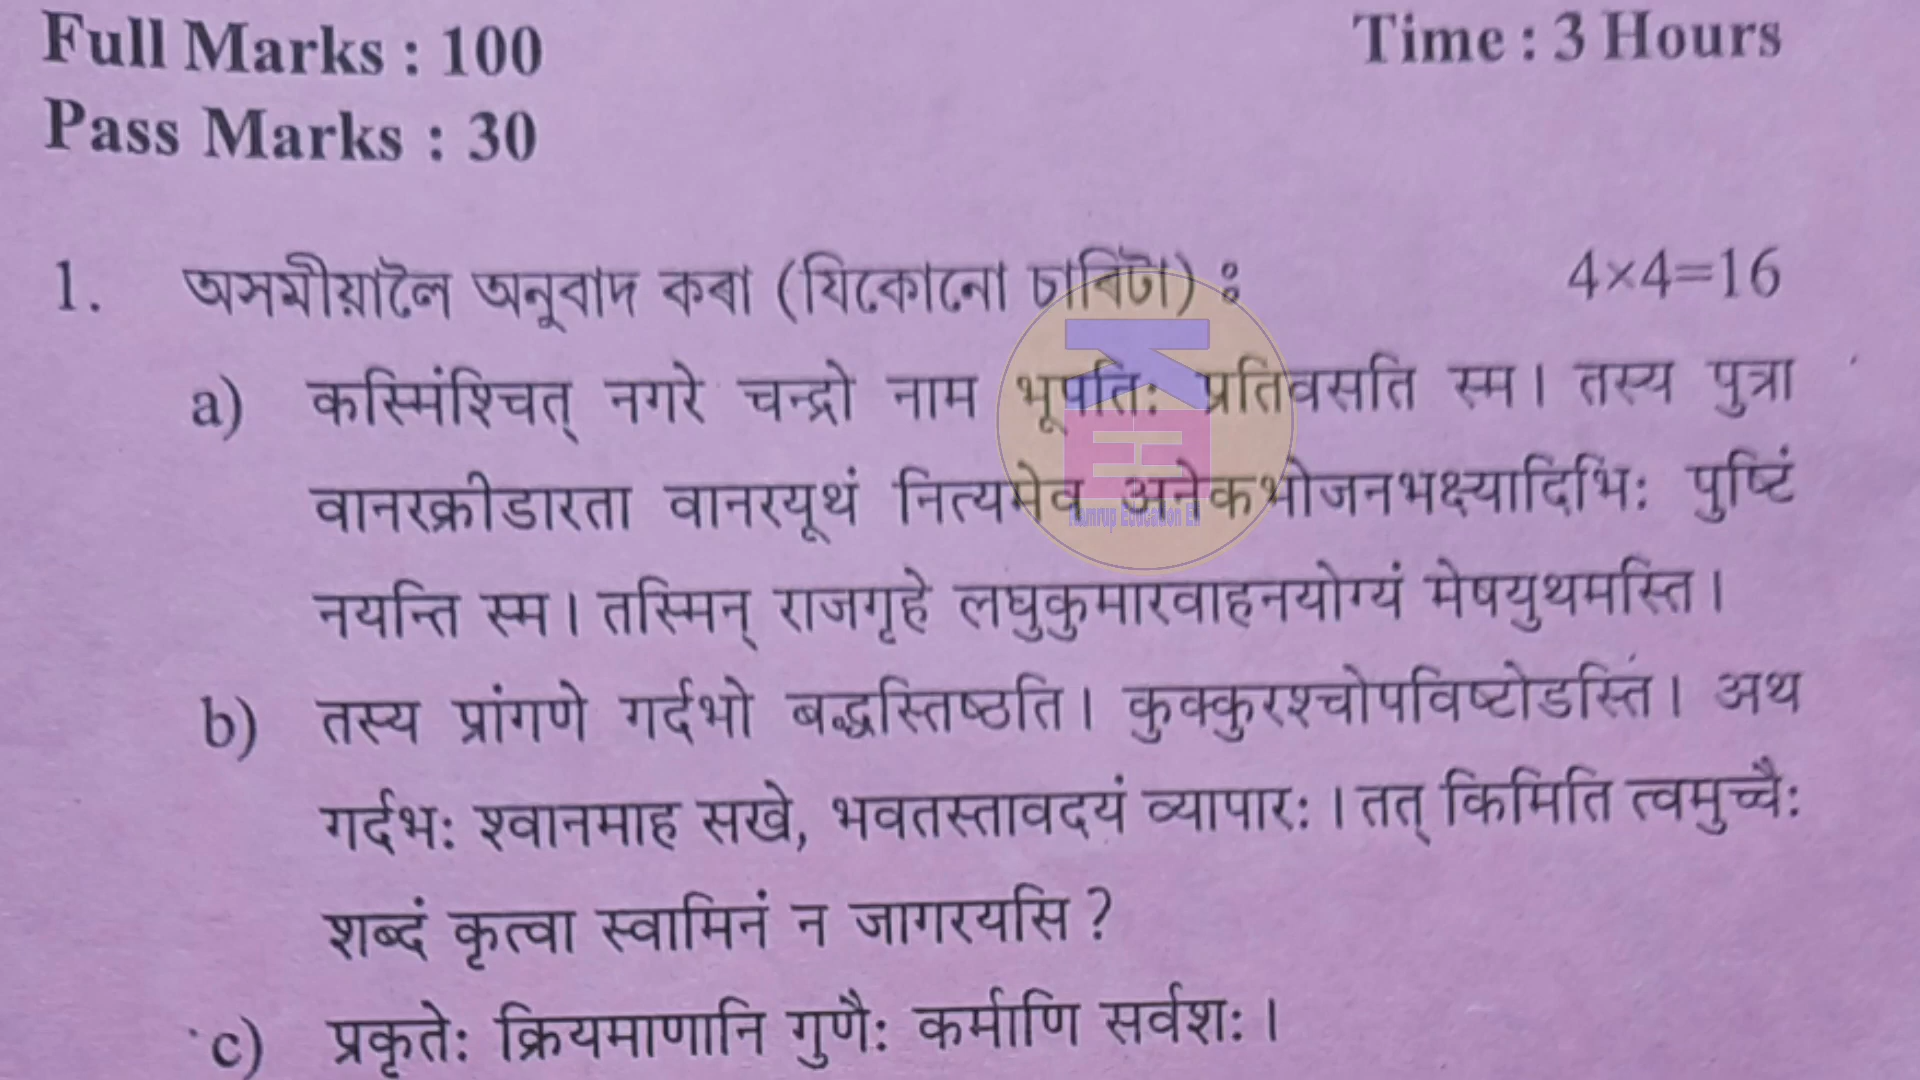 Full Marks : 100
Time : 3 Hours
Pass Marks : 30
1. অসমীয়ালৈ অনুবাদ কৰা (যিকোনো চাৰিটা) ঃ 4×4=16
a) कस्मिंश्चित् नगरे चन्द्रो नाम भूपतिः प्रतिवसति स्म। तस्य पुत्रा
वानरक्रीडारता वानरयूथं नित्यमेव अनेकभोजनभक्ष्यादिभिः पुष्टिं
नयन्ति स्म। तस्मिन् राजगृहे लघुकुमारवाहनयोग्यं मेषयुथमस्ति।
b) तस्य प्रांगणे गर्दभो बद्धस्तिष्ठति। कुक्कुरश्चोपविष्टोडस्ति। अथ
गर्दभः श्वानमाह सखे, भवतस्तावदयं व्यापारः। तत् किमिति त्वमुच्चैः
शब्दं कृत्वा स्वामिनं न जागरयसि ?
c) प्रकृतेः क्रियमाणानि गुणैः कर्माणि सर्वशः।
Kamrup Education